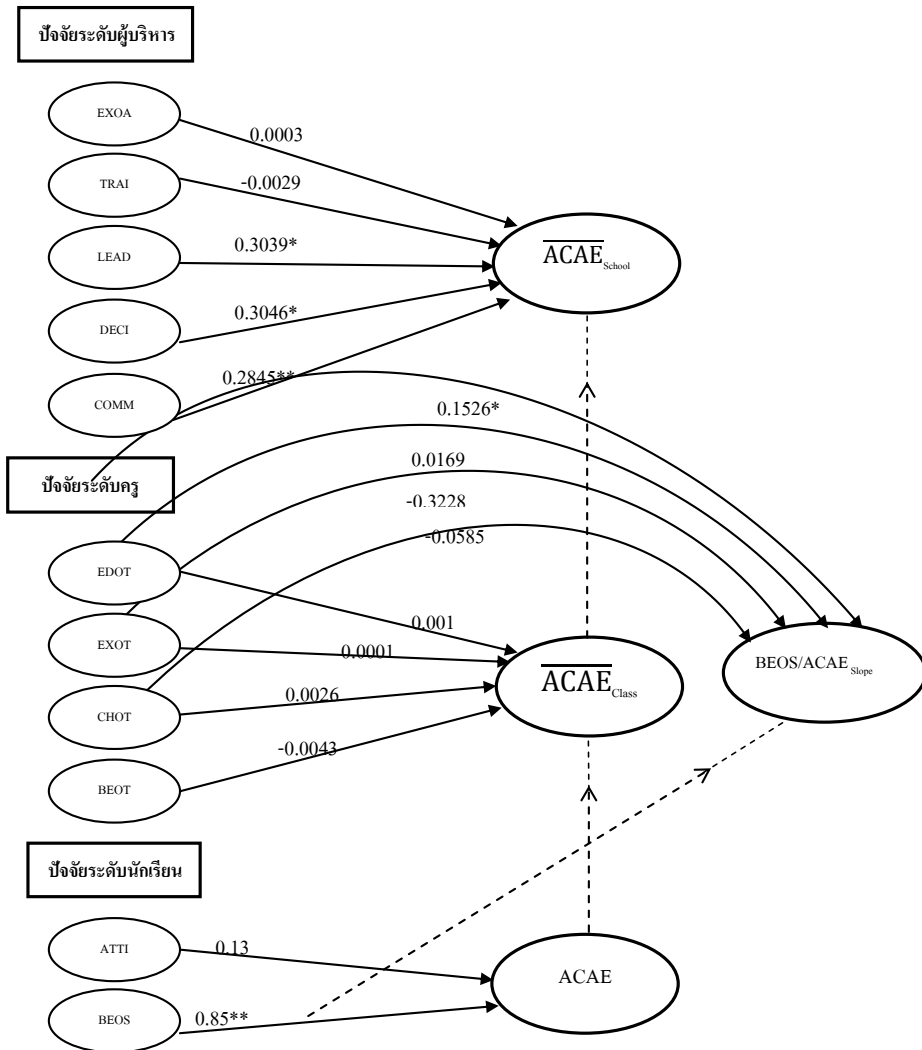 ปัจจัยระดับผู้บริหาร
EXOA
0.0003
TRAI
-0.0029
LEAD
0.3039*
ACAE School
DECI
0.3046*
COMM
0.2845**
0.1526*
ปัจจัยระดับครู
0.0169
-0.3228
-0.0585
EDOT
0.001
EXOT
0.0001
ACAE Class
BEOS/ACAE Slope
CHOT
0.0026
BEOT
-0.0043
ปัจจัยระดับนักเรียน
ATTI
0.13
ACAE
BEOS
0.85**